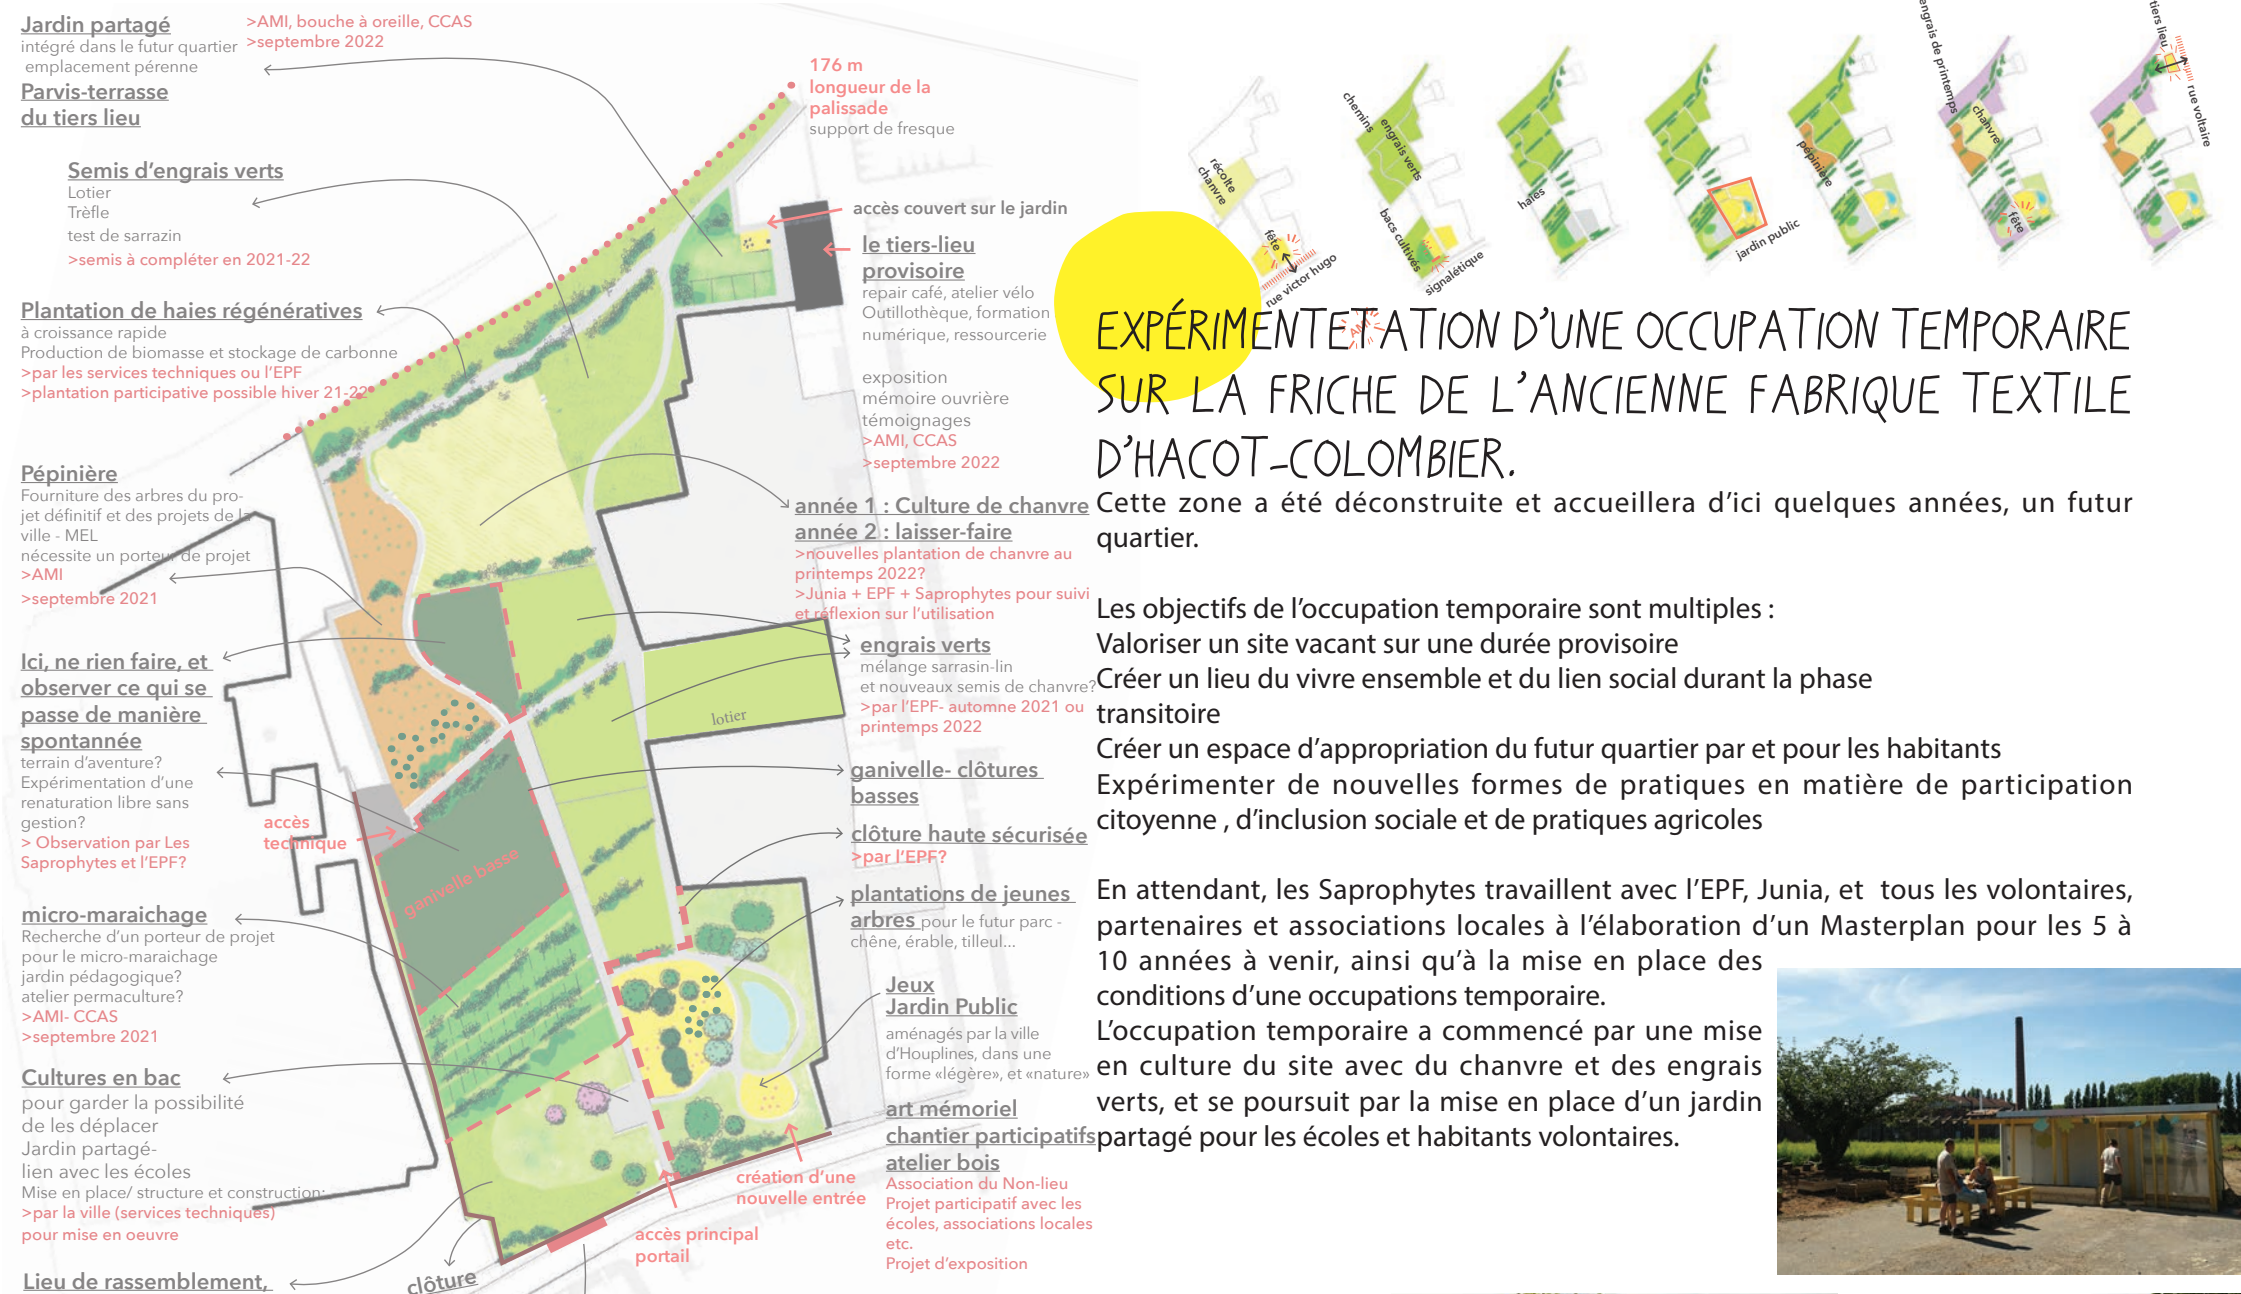 Jardin partagé
intégré dans le futur quartier
emplacement pérenne
>AMI, bouche à oreille, CCAS
>septembre 2022
Parvis-terrasse
du tiers lieu
Semis d'engrais verts
Lotier
Trèfle
test de sarrazin
>semis à compléter en 2021-22
Plantation de haies régénératives
à croissance rapide
Production de biomasse et stockage de carbonne
>par les services techniques ou l'EPF
>plantation participative possible hiver 21-22
Pépinière
Fourniture des arbres du pro-
jet définitif et des projets de la
ville - MEL
nécessite un porteur de projet
>AMI
>septembre 2021
Ici, ne rien faire, et
observer ce qui se
passe de manière
spontannée
terrain d'aventure?
Expérimentation d'une
renaturation libre sans
gestion?
> Observation par Les
Saprophytes et l'EPF?
micro-maraichage
Recherche d'un porteur de projet
pour le micro-maraichage
jardin pédagogique?
atelier permaculture?
>AMI- CCAS
>septembre 2021
Cultures en bac
pour garder la possibilité
de les déplacer
Jardin partagé-
lien avec les écoles
Mise en place/ structure et construction:
>par la ville (services techniques)
pour mise en oeuvre
Lieu de rassemblement,
clôture
accès
technique
ganivelle basse
lotier
accès principal
portail
création d'une
nouvelle entrée
176 m
longueur de la
palissade
support de fresque
accès couvert sur le jardin
le tiers-lieu
provisoire
repair café, atelier vélo
Outillothèque, formation
numérique, ressourcerie
exposition
mémoire ouvrière
témoignages
>AMI, CCAS
>septembre 2022
année 1 : Culture de chanvre
année 2 : laisser-faire
>nouvelles plantation de chanvre au
printemps 2022?
>Junia + EPF + Saprophytes pour suivi
et réflexion sur l'utilisation
engrais verts
mélange sarrasin-lin
et nouveaux semis de chanvre?
>par l'EPF- automne 2021 ou
printemps 2022
ganivelle- clôtures
basses
clôture haute sécurisée
>par l'EPF?
plantations de jeunes
arbres pour le futur parc -
chêne, érable, tilleul...
Jeux
Jardin Public
aménagés par la ville
d'Houplines, dans une
forme «légère», et «nature»
art mémoriel
chantier participatifs
atelier bois
Association du Non-lieu
Projet participatif avec les
écoles, associations locales
etc.
Projet d'exposition
récolte
chanvre
fête
rue victor hugo
chemins
engrais verts
bacs cultivés
signalétique
haies
jardin public
pépinière
engrais de printemps
chanvre
fête
tiers lieu
rue voltaire
AMI
EXPÉRIMENTETATION D'UNE OCCUPATION TEMPORAIRE
SUR LA FRICHE DE L'ANCIENNE FABRIQUE TEXTILE
D'HACOT-COLOMBIER.
Cette zone a été déconstruite et accueillera d'ici quelques années, un futur
quartier.
Les objectifs de l'occupation temporaire sont multiples :
Valoriser un site vacant sur une durée provisoire
Créer un lieu du vivre ensemble et du lien social durant la phase
transitoire
Créer un espace d'appropriation du futur quartier par et pour les habitants
Expérimenter de nouvelles formes de pratiques en matière de participation
citoyenne , d'inclusion sociale et de pratiques agricoles
En attendant, les Saprophytes travaillent avec l'EPF, Junia, et tous les volontaires,
partenaires et associations locales à l'élaboration d'un Masterplan pour les 5 à
10 années à venir, ainsi qu'à la mise en place des
conditions d'une occupations temporaire.
L'occupation temporaire a commencé par une mise
en culture du site avec du chanvre et des engrais
verts, et se poursuit par la mise en place d'un jardin
partagé pour les écoles et habitants volontaires.